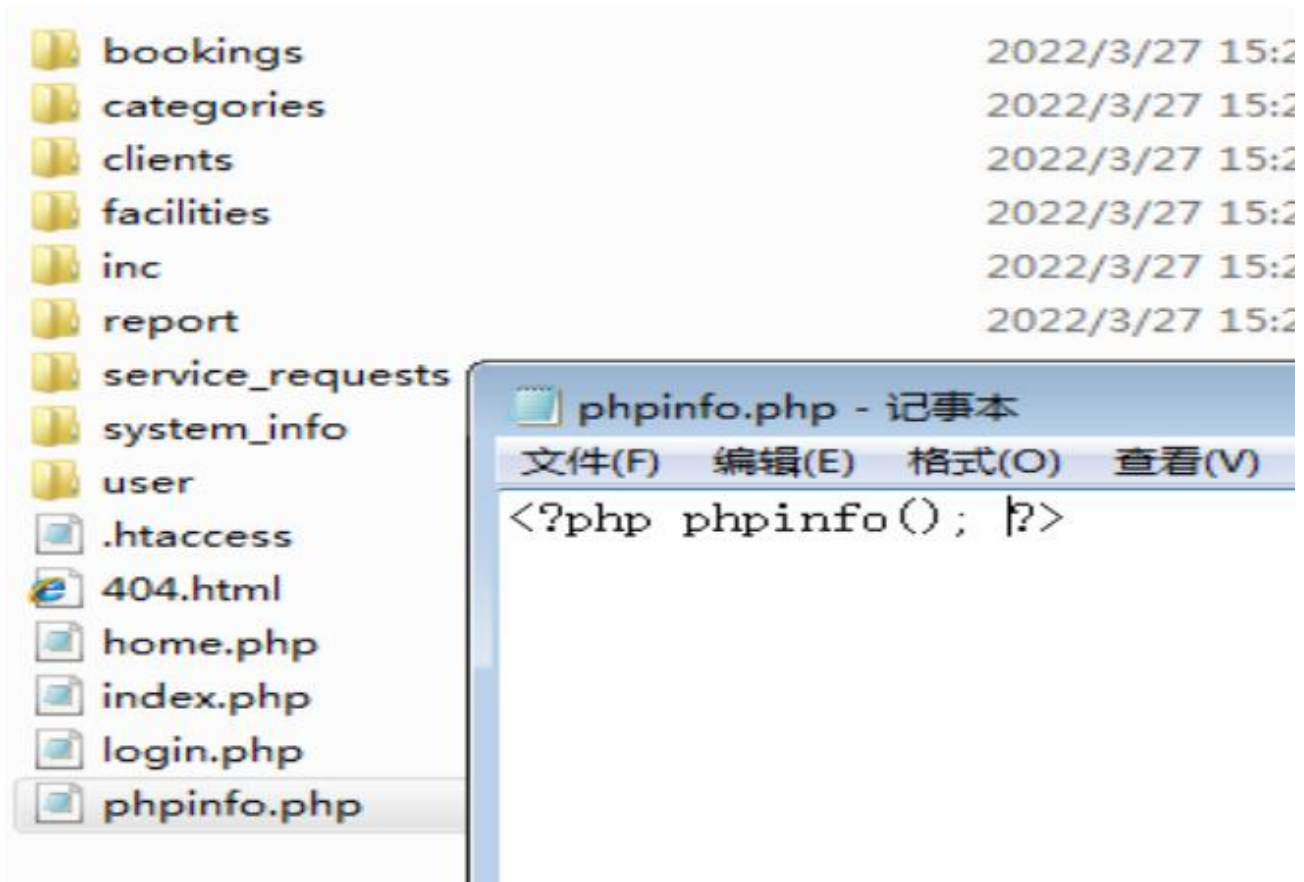 bookings 2022/3/27 15:2
categories 2022/3/27 15:2
clients 2022/3/27 15:2
facilities 2022/3/27 15:2
inc 2022/3/27 15:2
report 2022/3/27 15:2
service_requests
system_info
user
.htaccess
404.html
home.php
index.php
login.php
phpinfo.php
phpinfo.php - 记事本
文件(F) 编辑(E) 格式(O) 查看(V)
<?php phpinfo(); ?>